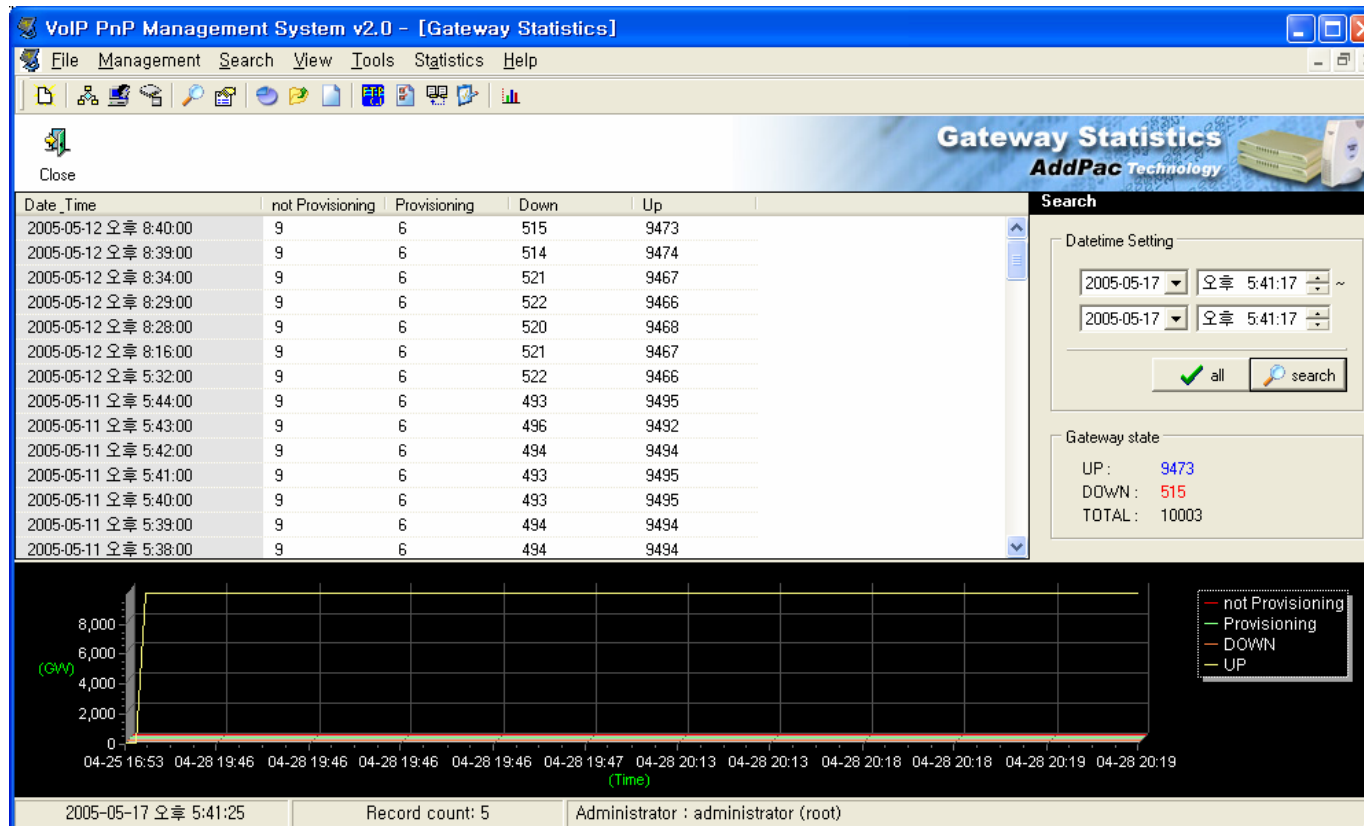 VoIP PnP Management System v2.0 - [Gateway Statistics]
File Management Search View Tools Statistics Help
Close
Gateway Statistics
AddPac Technology
Date_Time not Provisioning Provisioning Down Up
2005-05-12 오후 8:40:00 9 6 515 9473
2005-05-12 오후 8:39:00 9 6 514 9474
2005-05-12 오후 8:34:00 9 6 521 9467
2005-05-12 오후 8:29:00 9 6 522 9466
2005-05-12 오후 8:28:00 9 6 520 9468
2005-05-12 오후 8:16:00 9 6 521 9467
2005-05-12 오후 5:32:00 9 6 522 9466
2005-05-11 오후 5:44:00 9 6 493 9495
2005-05-11 오후 5:43:00 9 6 496 9492
2005-05-11 오후 5:42:00 9 6 494 9494
2005-05-11 오후 5:41:00 9 6 493 9495
2005-05-11 오후 5:40:00 9 6 493 9495
2005-05-11 오후 5:39:00 9 6 494 9494
2005-05-11 오후 5:38:00 9 6 494 9494
Search
Datetime Setting
2005-05-17 오후 5:41:17 ~
2005-05-17 오후 5:41:17
all search
Gateway state
UP : 9473
DOWN : 515
TOTAL : 10003
8,000
6,000
(GW)
4,000
2,000
0
04-25 16:53 04-28 19:46 04-28 19:46 04-28 19:46 04-28 19:46 04-28 19:47 04-28 20:13 04-28 20:13 04-28 20:18 04-28 20:18 04-28 20:19 04-28 20:19
(Time)
not Provisioning
Provisioning
DOWN
UP
2005-05-17 오후 5:41:25 Record count: 5 Administrator : administrator (root)